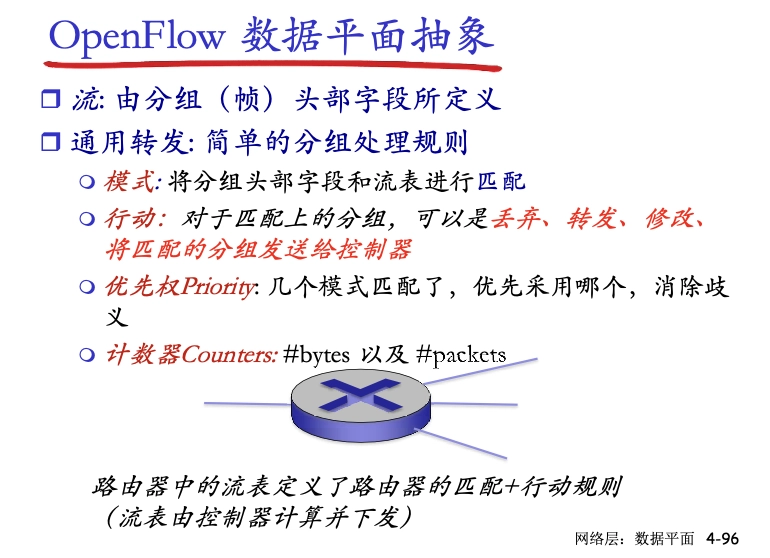 OpenFlow 数据平面抽象
流: 由分组（帧）头部字段所定义
通用转发: 简单的分组处理规则
模式: 将分组头部字段和流表进行匹配
行动：对于匹配上的分组，可以是丢弃、转发、修改、
将匹配的分组发送给控制器
优先权Priority: 几个模式匹配了，优先采用哪个，消除歧
义
计数器Counters: #bytes 以及 #packets
路由器中的流表定义了路由器的匹配+行动规则
（流表由控制器计算并下发）
网络层：数据平面 4-96